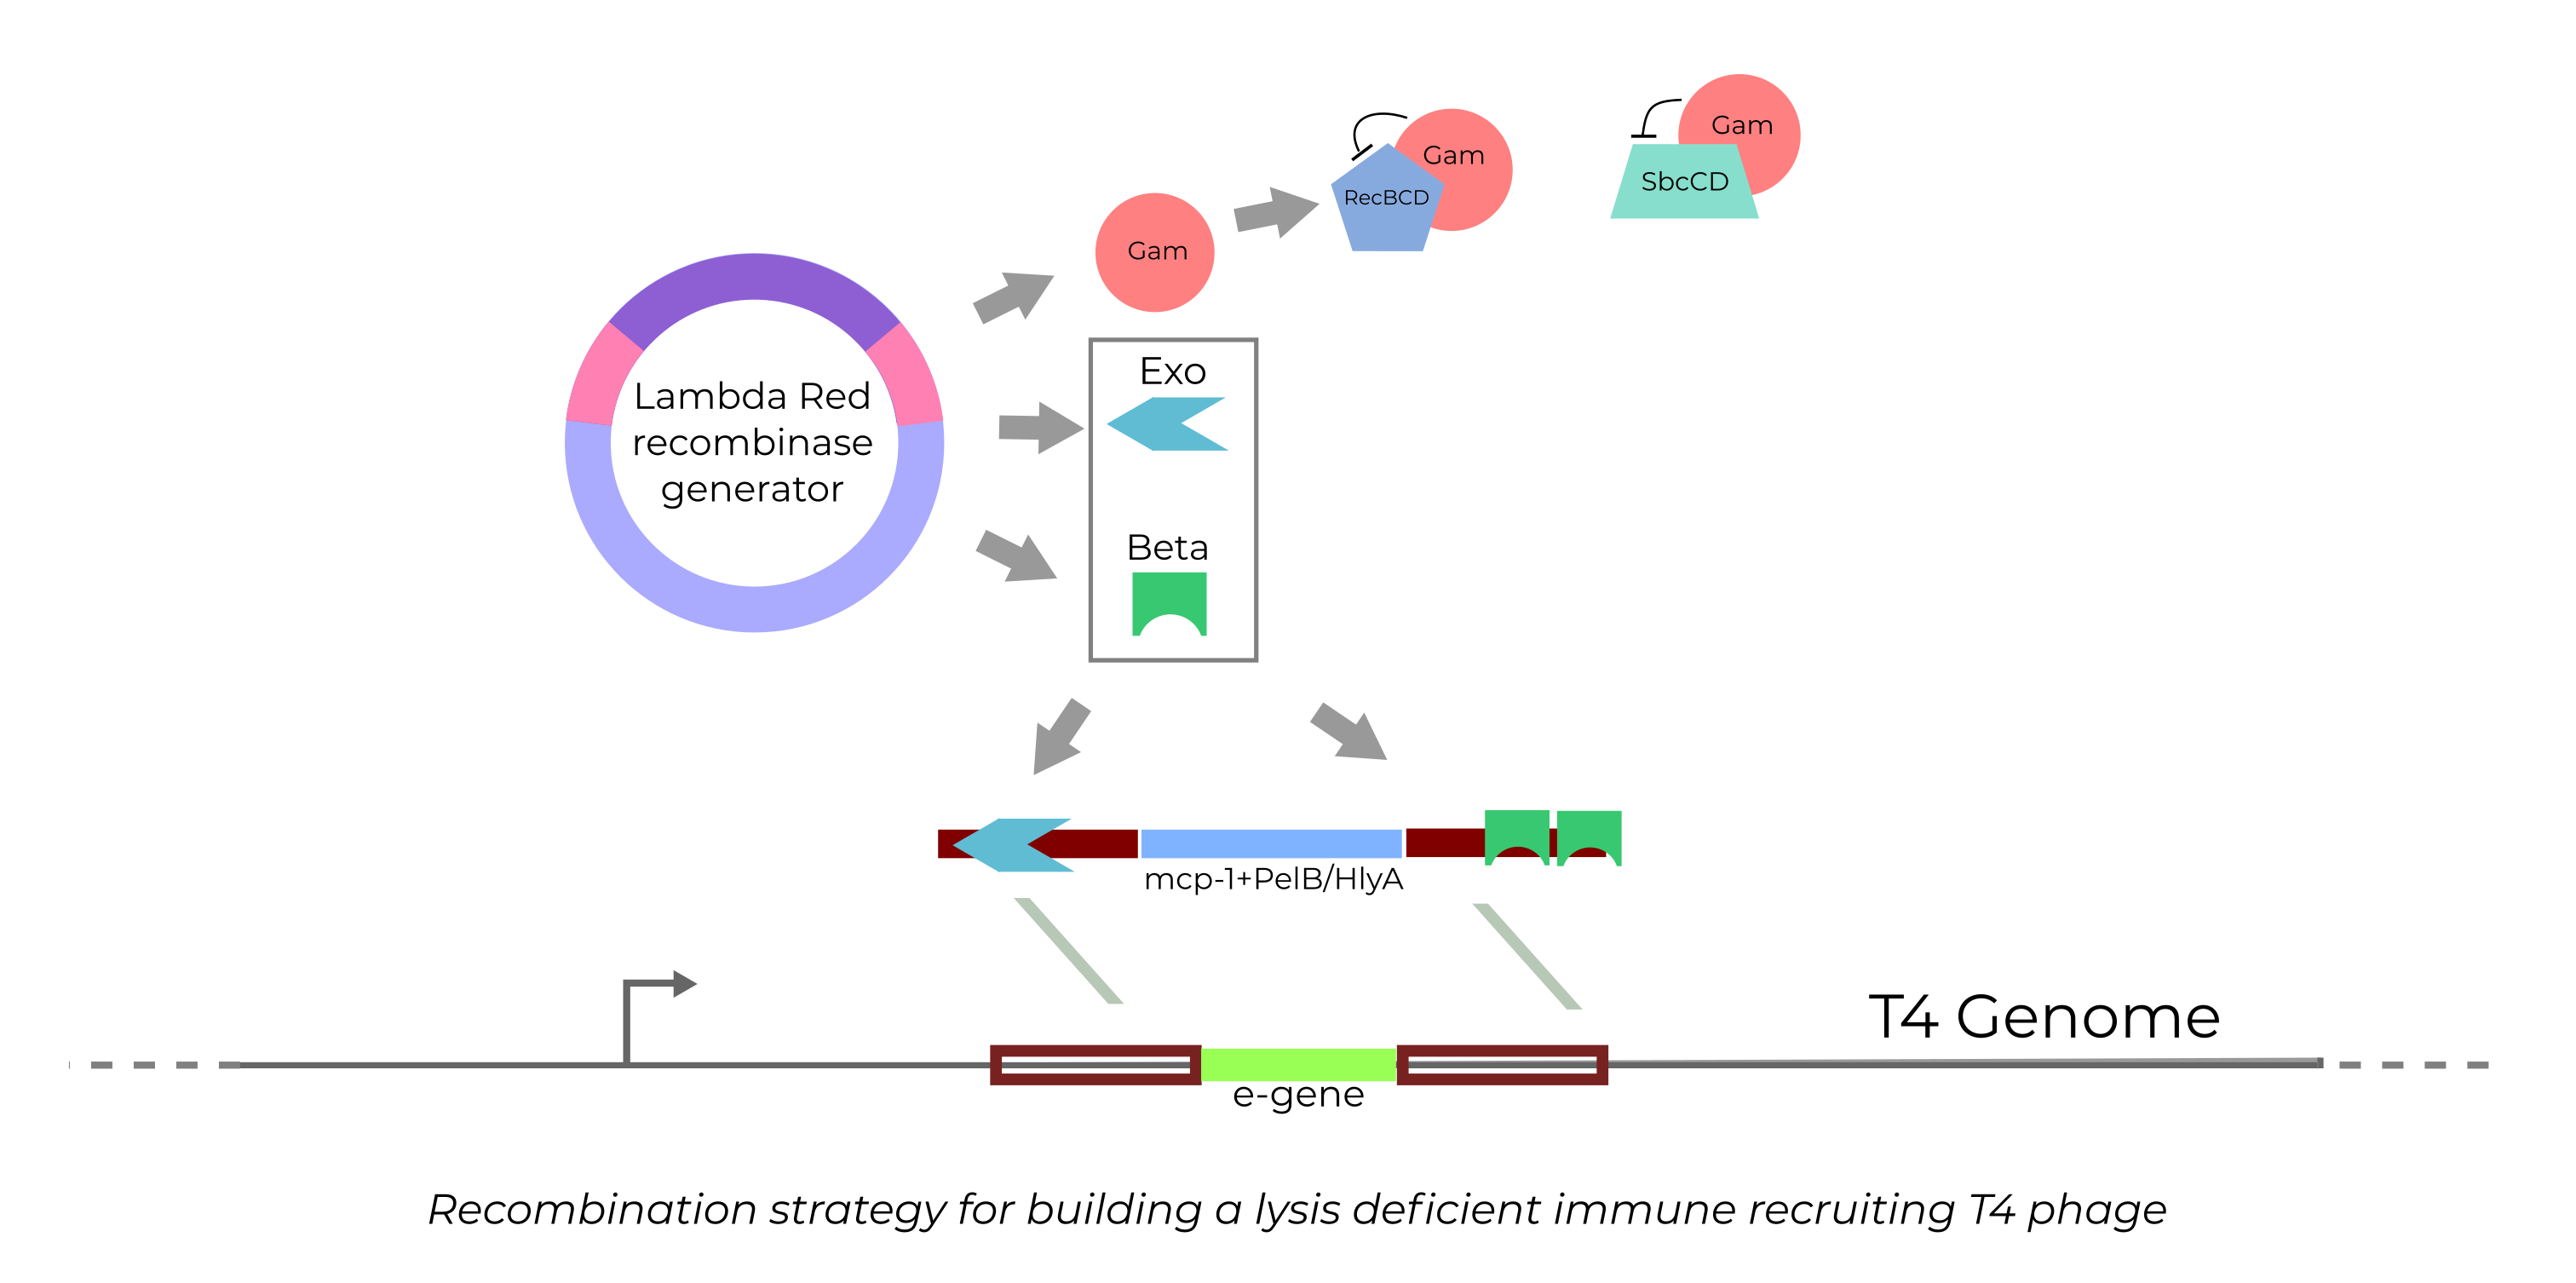 Gam
Gam
RecBCD
Gam
SbcCD
Lambda Red
recombinase
generator
Exo
Beta
mcp-1+PelB/HlyA
T4 Genome
e-gene
Recombination strategy for building a lysis deficient immune recruiting T4 phage